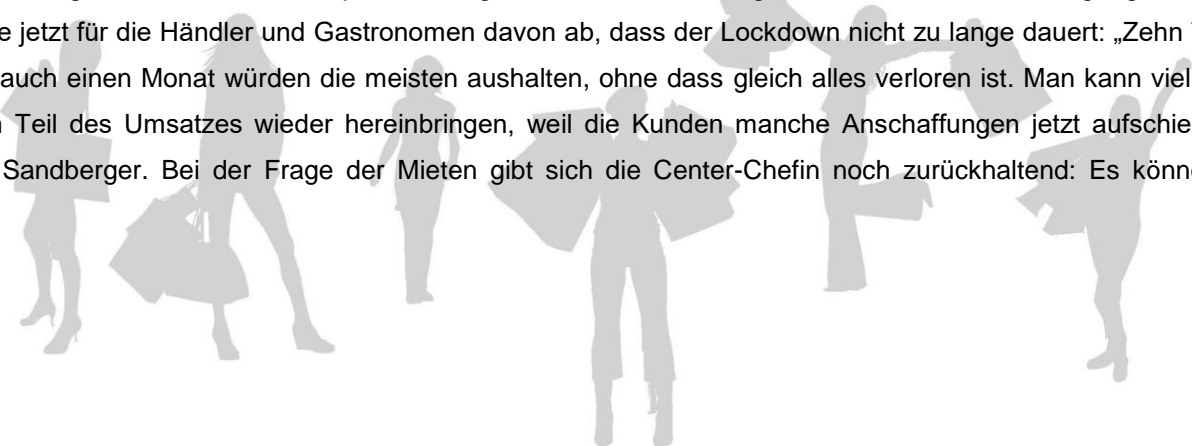 e jetzt für die Händler und Gastronomen davon ab, dass der Lockdown nicht zu lange dauert: „Zehn
auch einen Monat würden die meisten aushalten, ohne dass gleich alles verloren ist. Man kann viel
Teil des Umsatzes wieder hereinbringen, weil die Kunden manche Anschaffungen jetzt aufschie
Sandberger. Bei der Frage der Mieten gibt sich die Center-Chefin noch zurückhaltend: Es könn